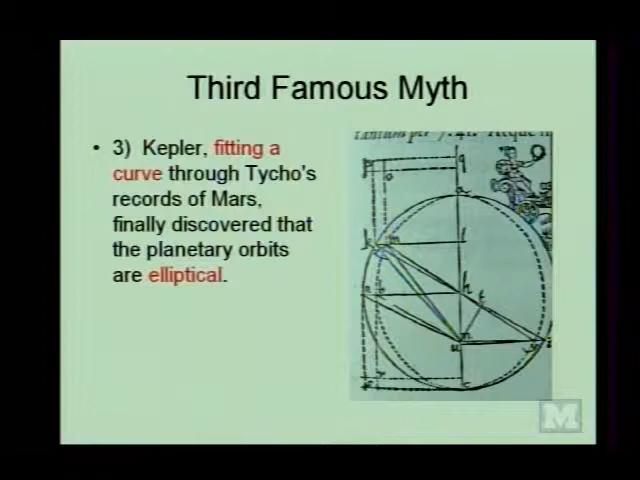 Third Famous Myth
• 3) Kepler, fitting a
curve through Tycho's
records of Mars,
finally discovered that
the planetary orbits
are elliptical.
M